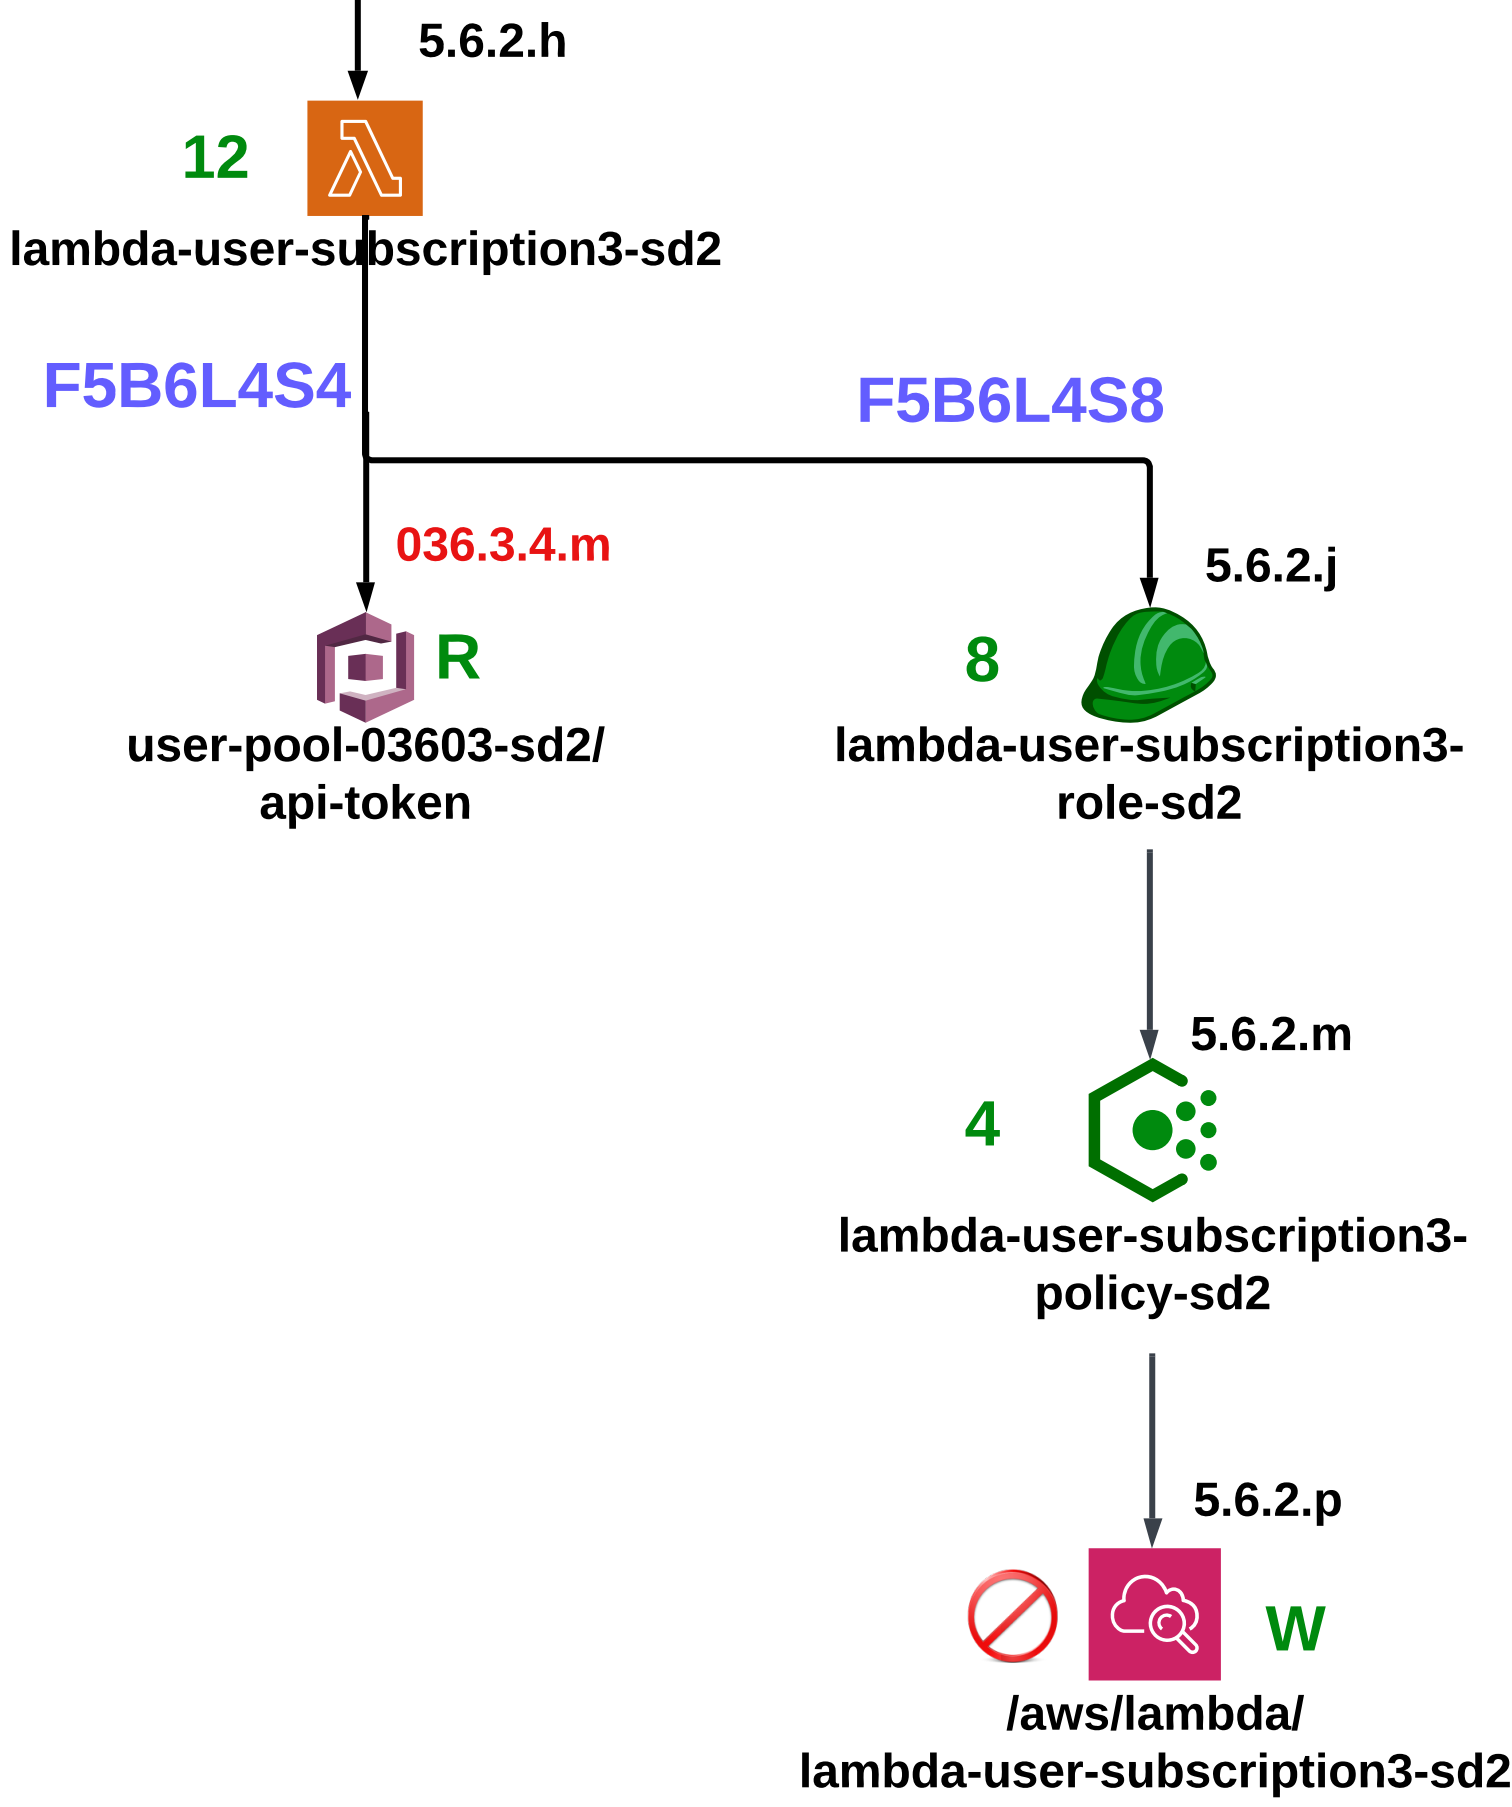 5.6.2.h
12
lambda-user-subscription3-sd2
F5B6L4S4
F5B6L4S8
036.3.4.m
5.6.2.j
R
8
user-pool-03603-sd2/
api-token
lambda-user-subscription3-
role-sd2
5.6.2.m
4
lambda-user-subscription3-
policy-sd2
5.6.2.p
W
/aws/lambda/
lambda-user-subscription3-sd2